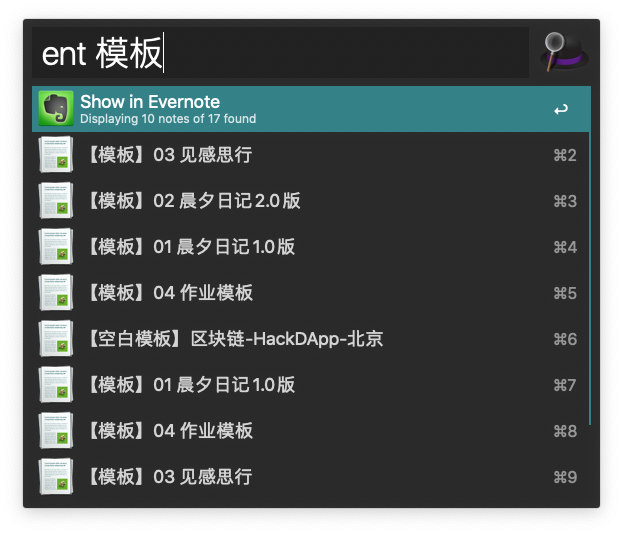 ent 模板
Show in Evernote ↩
Displaying 10 notes of 17 found
【模板】03 见感思行 ⌘2
【模板】02 晨夕日记2.0版 ⌘3
【模板】01 晨夕日记1.0版 ⌘4
【模板】04 作业模板 ⌘5
【空白模板】区块链-HackDApp-北京 ⌘6
【模板】01 晨夕日记1.0版 ⌘7
【模板】04 作业模板 ⌘8
【模板】03 见感思行 ⌘9